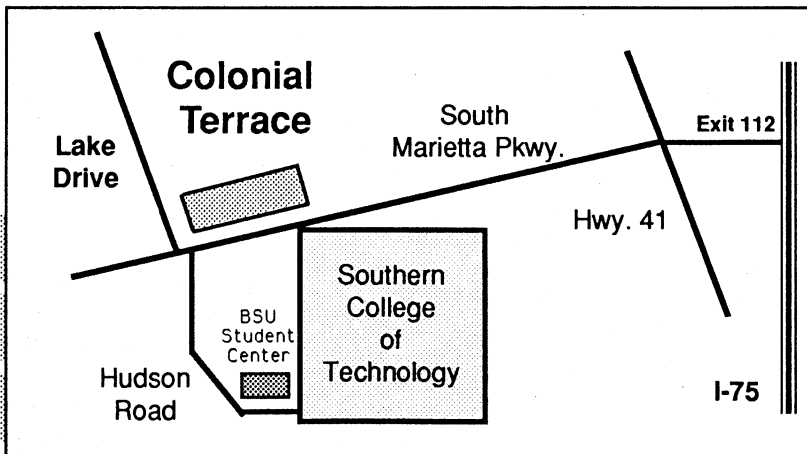 Colonial
Terrace
Lake
Drive
South
Marietta Pkwy.
Exit 112
Hwy. 41
Southern
College
of
Technology
BSU
Student
Center
Hudson
Road
I-75